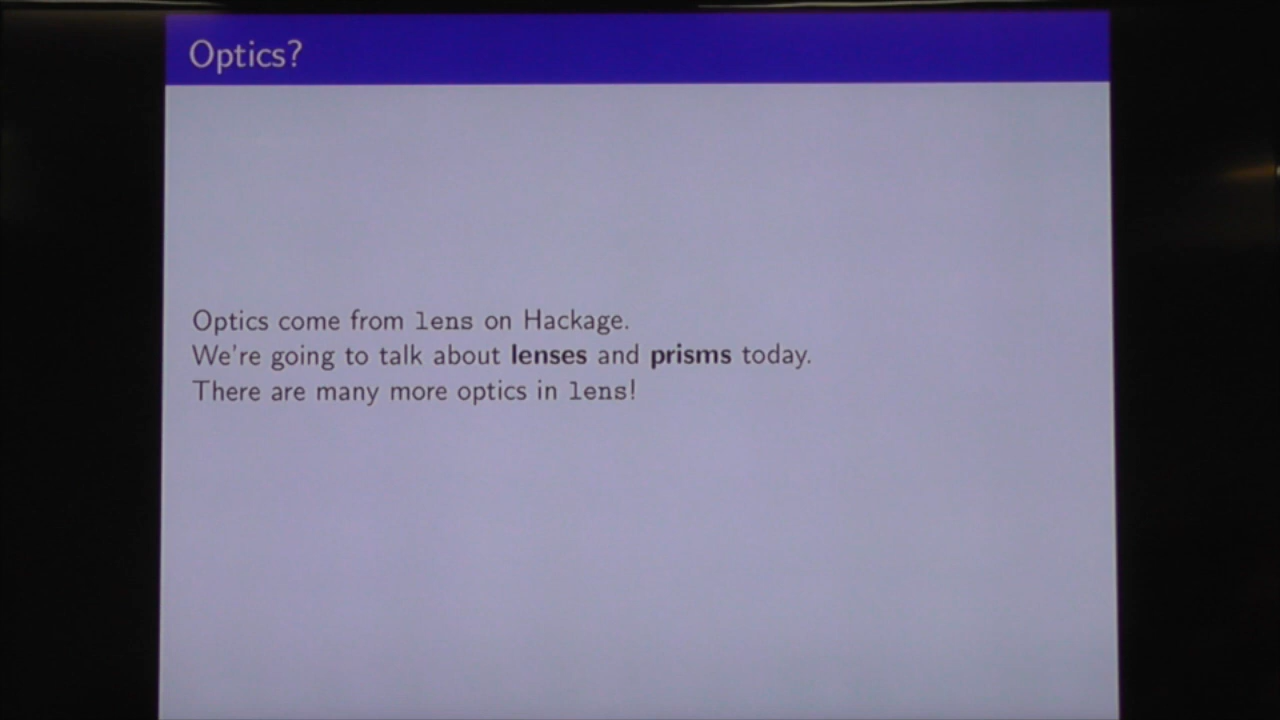 Optics?
Optics come from lens on Hackage.
We're going to talk about lenses and prisms today.
There are many more optics in lens!